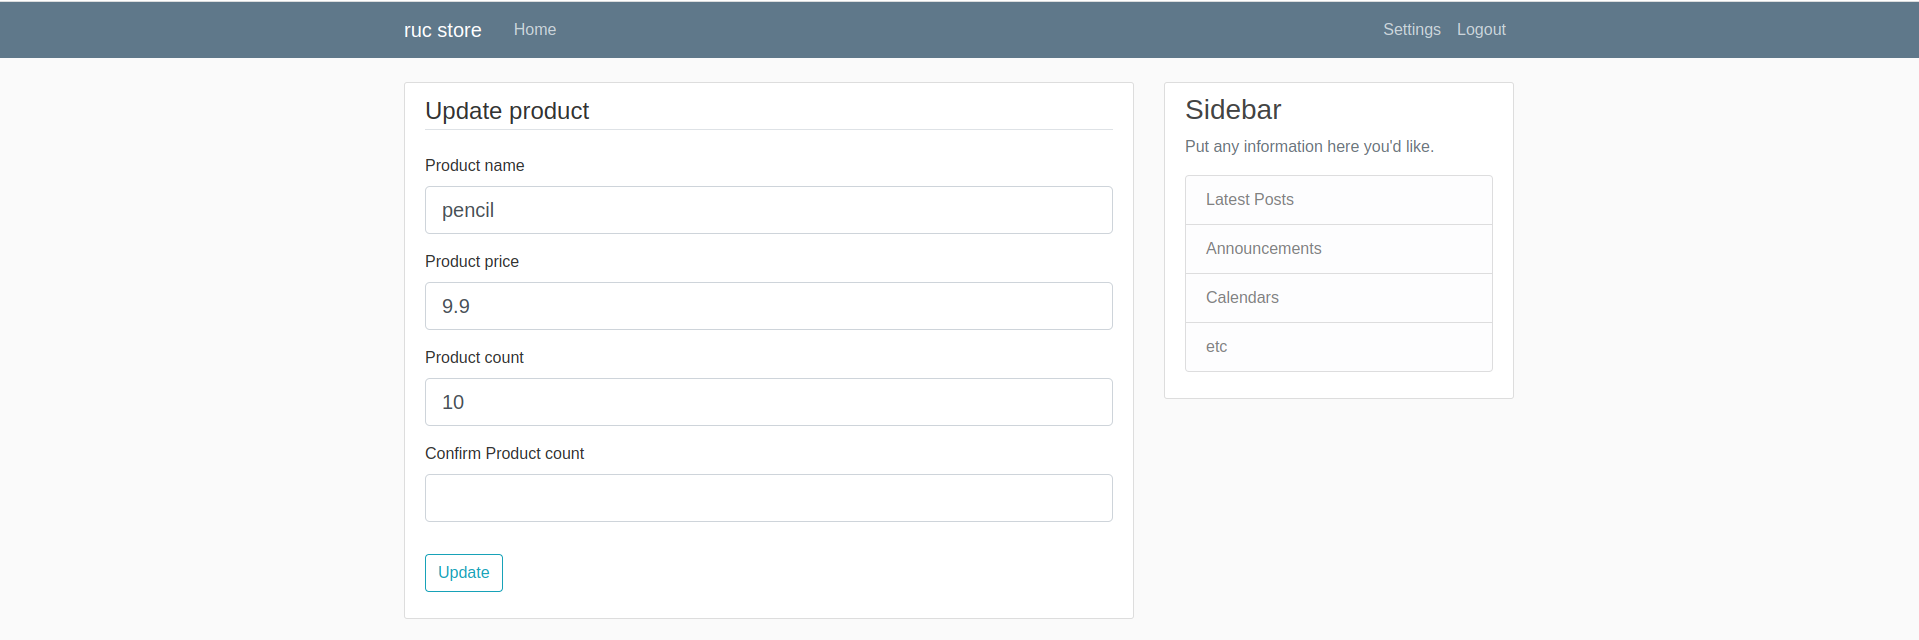 ruc store Home Settings Logout
Update product
Product name
pencil
Product price
9.9
Product count
10
Confirm Product count
Update
Sidebar
Put any information here you'd like.
Latest Posts
Announcements
Calendars
etc